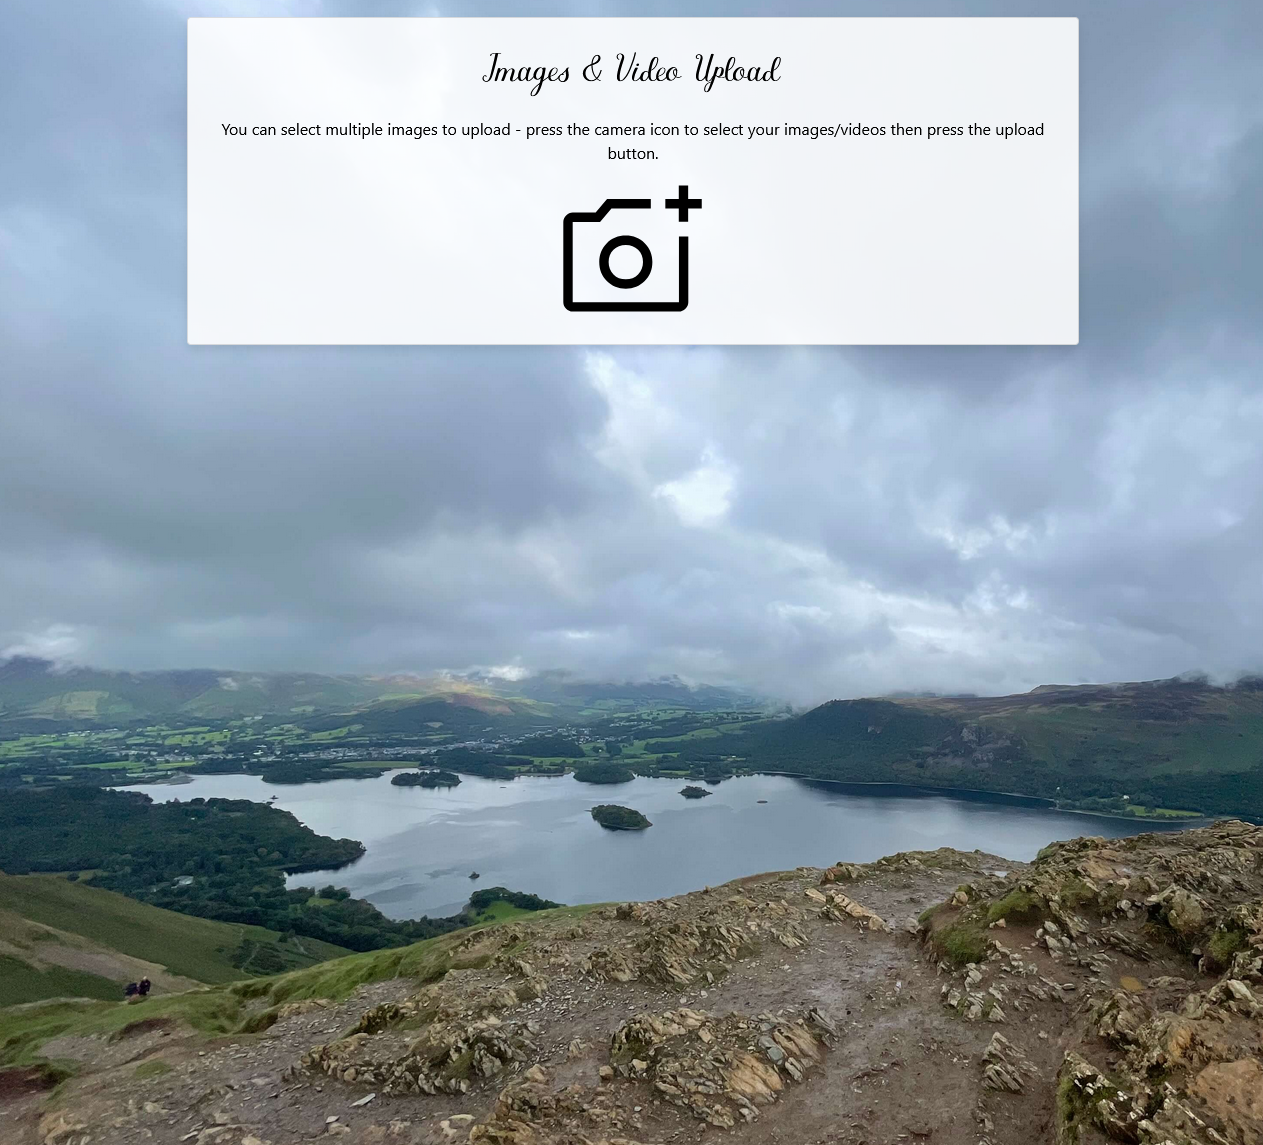 Images & Video Upload
You can select multiple images to upload - press the camera icon to select your images/videos then press the upload
button.